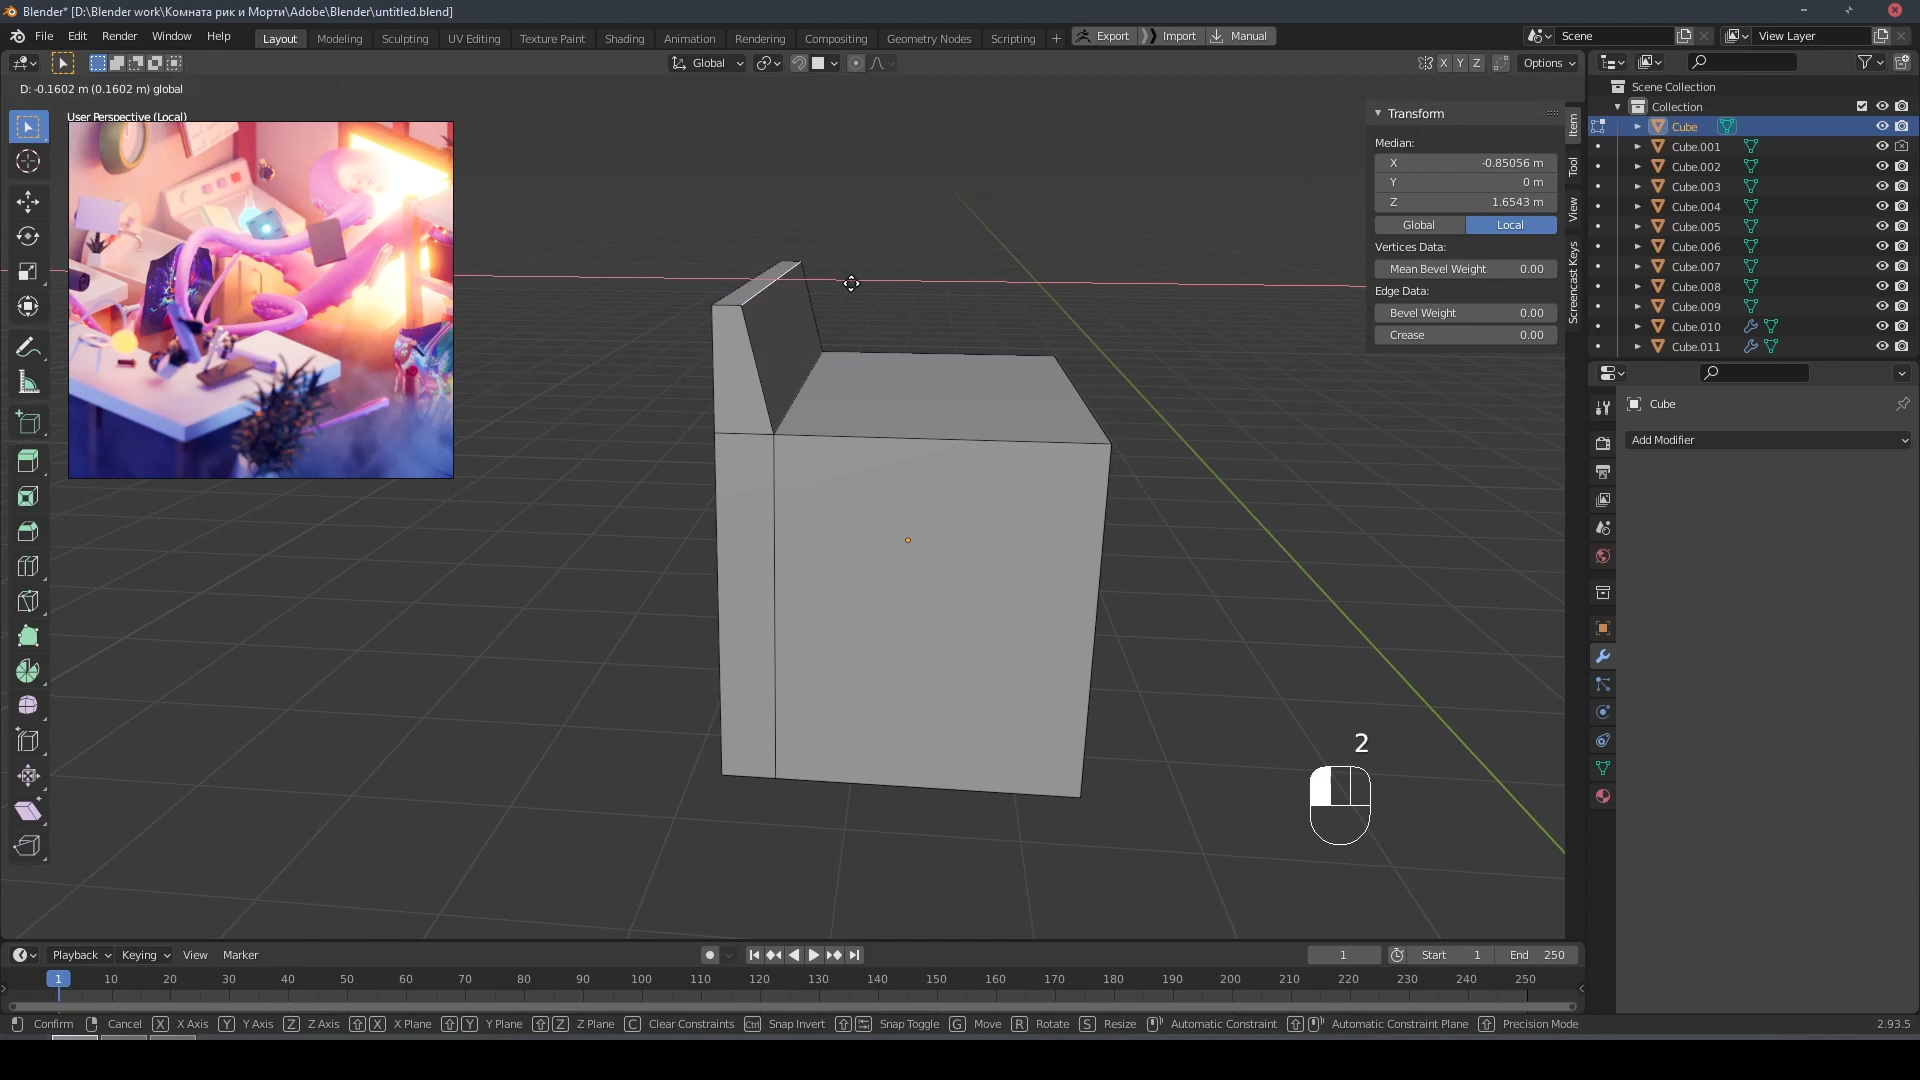 Blender* [D:\Blender work\Комната рик и Морти\Adobe\Blender\untitled.blend]
File Edit Render Window Help
Layout Modeling Sculpting UV Editing Texture Paint Shading Animation Rendering Compositing Geometry Nodes Scripting +
Export Import Manual
Scene View Layer
Global X Y Z Options
D: -0.1602 m (0.1602 m) global
User Perspective (Local)
Transform
Median:
X -0.85056 m
Y 0 m
Z 1.6543 m
Global Local
Vertices Data:
Mean Bevel Weight 0.00
Edge Data:
Bevel Weight 0.00
Crease 0.00
Item
Tool
View
Screencast Keys
Scene Collection
Collection
Cube
Cube.001
Cube.002
Cube.003
Cube.004
Cube.005
Cube.006
Cube.007
Cube.008
Cube.009
Cube.010
Cube.011
Cube
Add Modifier
2
Playback Keying View Marker
1 Start 1 End 250
1 10 20 30 40 50 60 70 80 90 100 110 120 130 140 150 160 170 180 190 200 210 220 230 240 250
Confirm Cancel X X Axis Y Y Axis Z Z Axis X X Plane Y Y Plane Z Z Plane C Clear Constraints Ctrl Snap Invert Snap Toggle G Move R Rotate S Resize Automatic Constraint Automatic Constraint Plane Precision Mode 2.93.5